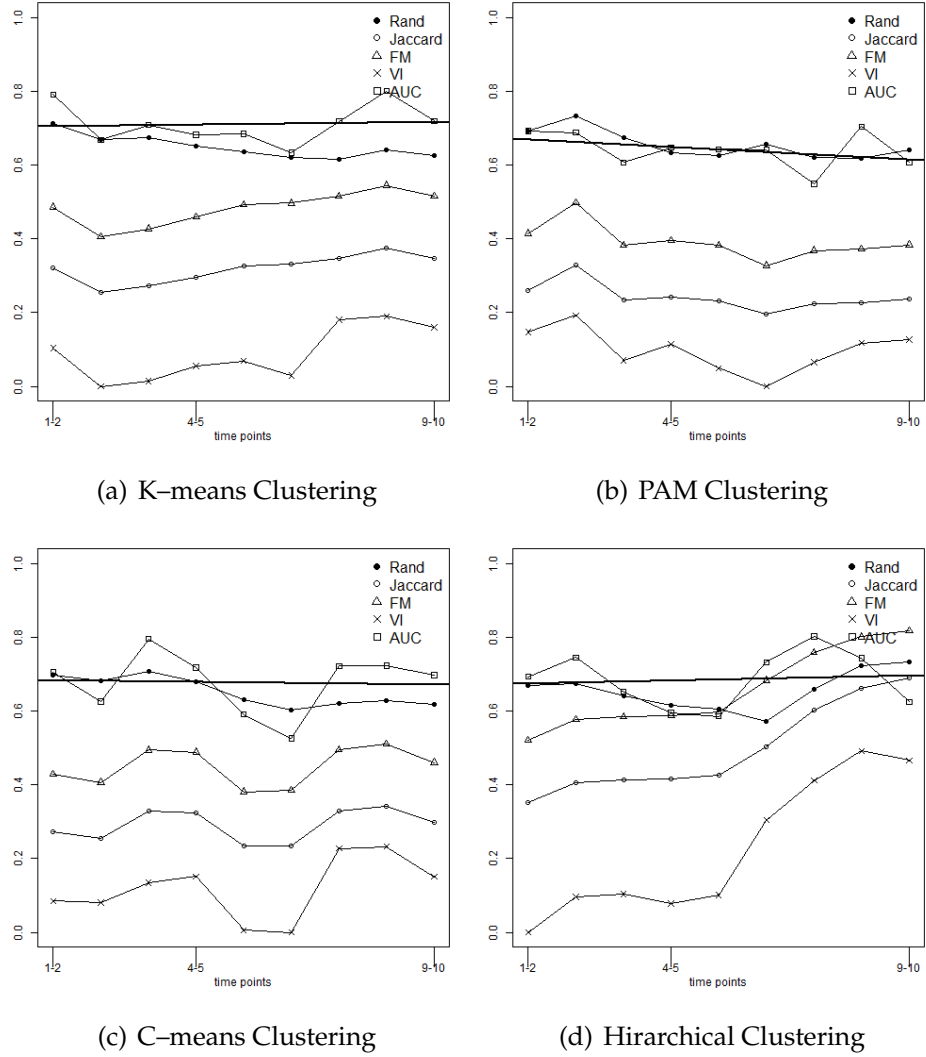 1.0
0.8
0.6
0.4
0.2
0.0
Rand
Jaccard
FM
VI
AUC
1-2
4-5
9-10
time points
(a) K–means Clustering
1.0
0.8
0.6
0.4
0.2
0.0
Rand
Jaccard
FM
VI
AUC
1-2
4-5
9-10
time points
(b) PAM Clustering
1.0
0.8
0.6
0.4
0.2
0.0
Rand
Jaccard
FM
VI
AUC
1-2
4-5
9-10
time points
(c) C–means Clustering
1.0
0.8
0.6
0.4
0.2
0.0
Rand
Jaccard
FM
VI
AUC
1-2
4-5
9-10
time points
(d) Hirarchical Clustering